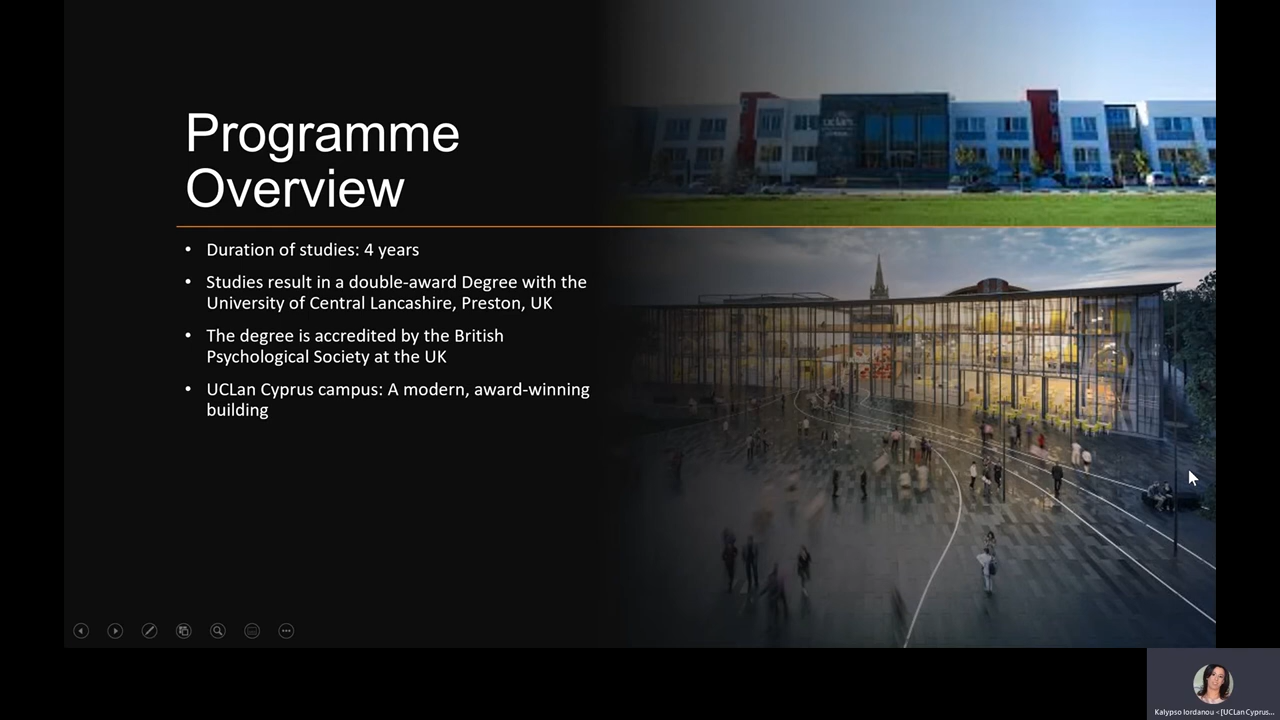 Programme
Overview
• Duration of studies: 4 years
• Studies result in a double-award Degree with the
University of Central Lancashire, Preston, UK
• The degree is accredited by the British
Psychological Society at the UK
• UCLan Cyprus campus: A modern, award-winning
building
uclan
Kalypso Iordanou <[UCLan Cyprus...